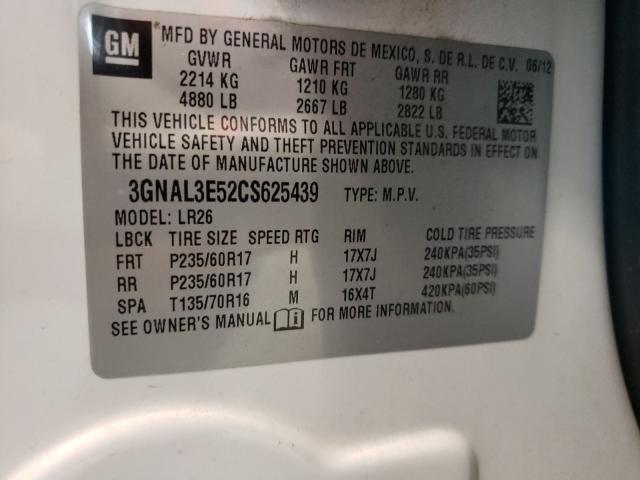 GM
MFD BY GENERAL MOTORS DE MEXICO, S. DE R.L. DE C.V. 06/12
GVWR GAWR FRT GAWR RR
2214 KG 1210 KG 1280 KG
4880 LB 2667 LB 2822 LB
THIS VEHICLE CONFORMS TO ALL APPLICABLE U.S. FEDERAL MOTOR
VEHICLE SAFETY AND THEFT PREVENTION STANDARDS IN EFFECT ON
THE DATE OF MANUFACTURE SHOWN ABOVE.
3GNAL3E52CS625439 TYPE: M.P.V.
MODEL: LR26
LBCK TIRE SIZE SPEED RTG RIM COLD TIRE PRESSURE
FRT P235/60R17 H 17X7J 240KPA(35PSI)
RR P235/60R17 H 17X7J 240KPA(35PSI)
SPA T135/70R16 M 16X4T 420KPA(60PSI)
SEE OWNER'S MANUAL FOR MORE INFORMATION.